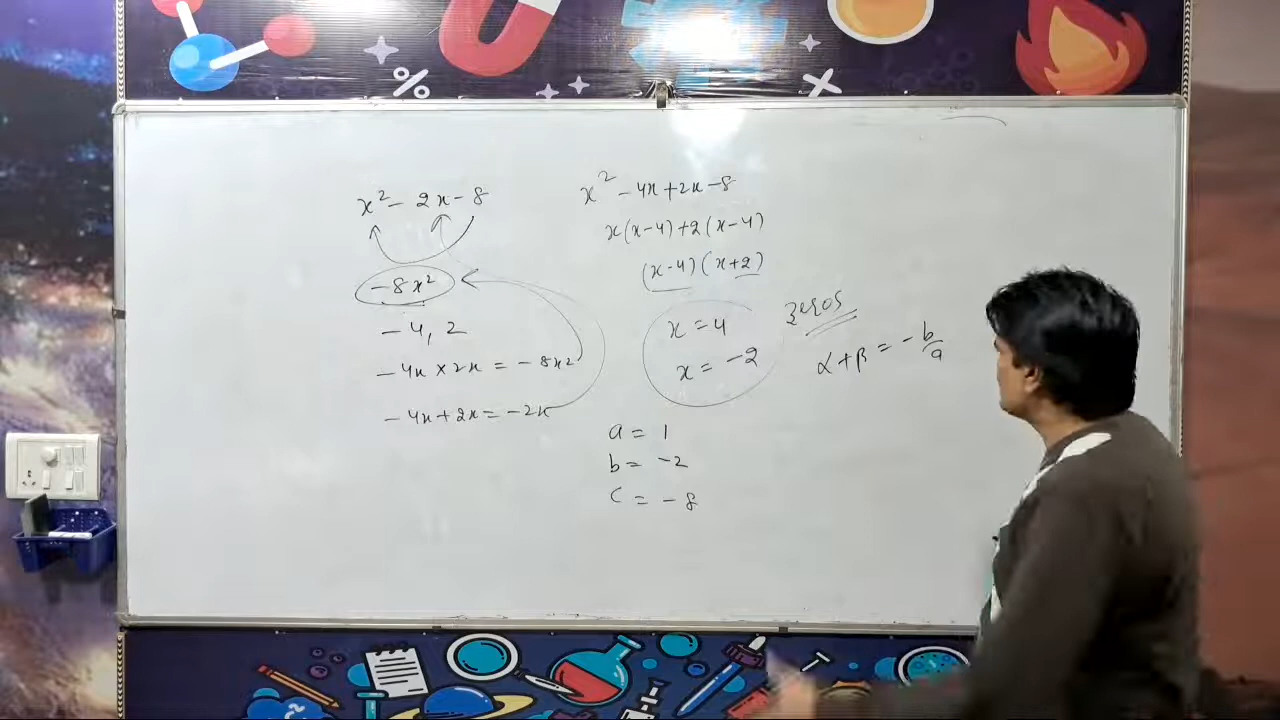 x² - 2x - 8
-8x²
-4, 2
-4x × 2x = -8x²
-4x + 2x = -2x
x² - 4x + 2x - 8
x(x-4) + 2(x-4)
(x-4)(x+2)
x = 4
x = -2
zeros
α + β = -b/a
a = 1
b = -2
c = -8
%